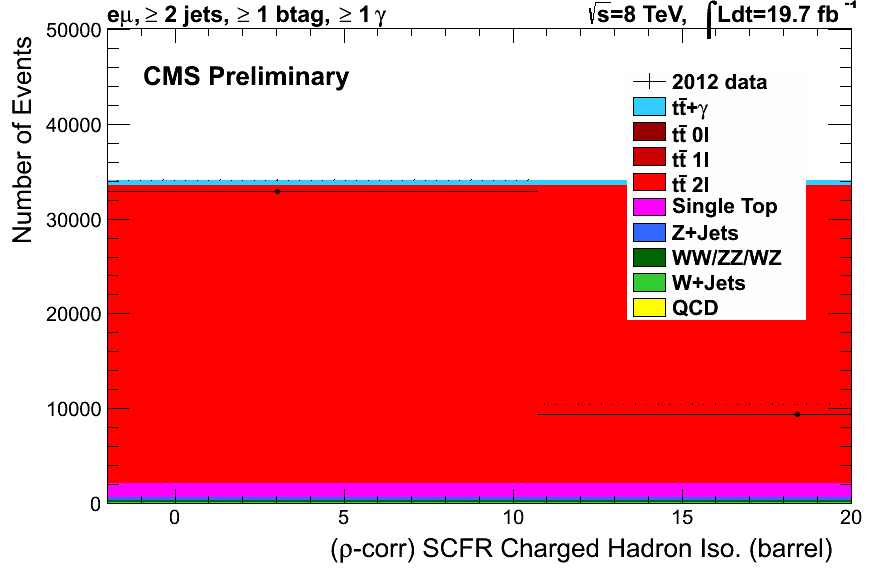 eμ, ≥ 2 jets, ≥ 1 btag, ≥ 1 γ
√s=8 TeV, ∫Ldt=19.7 fb⁻¹
CMS Preliminary
2012 data
tt̄+γ
tt̄ 0l
tt̄ 1l
tt̄ 2l
Single Top
Z+Jets
WW/ZZ/WZ
W+Jets
QCD
Number of Events
50000
40000
30000
20000
10000
0
0 5 10 15 20
(ρ-corr) SCFR Charged Hadron Iso. (barrel)